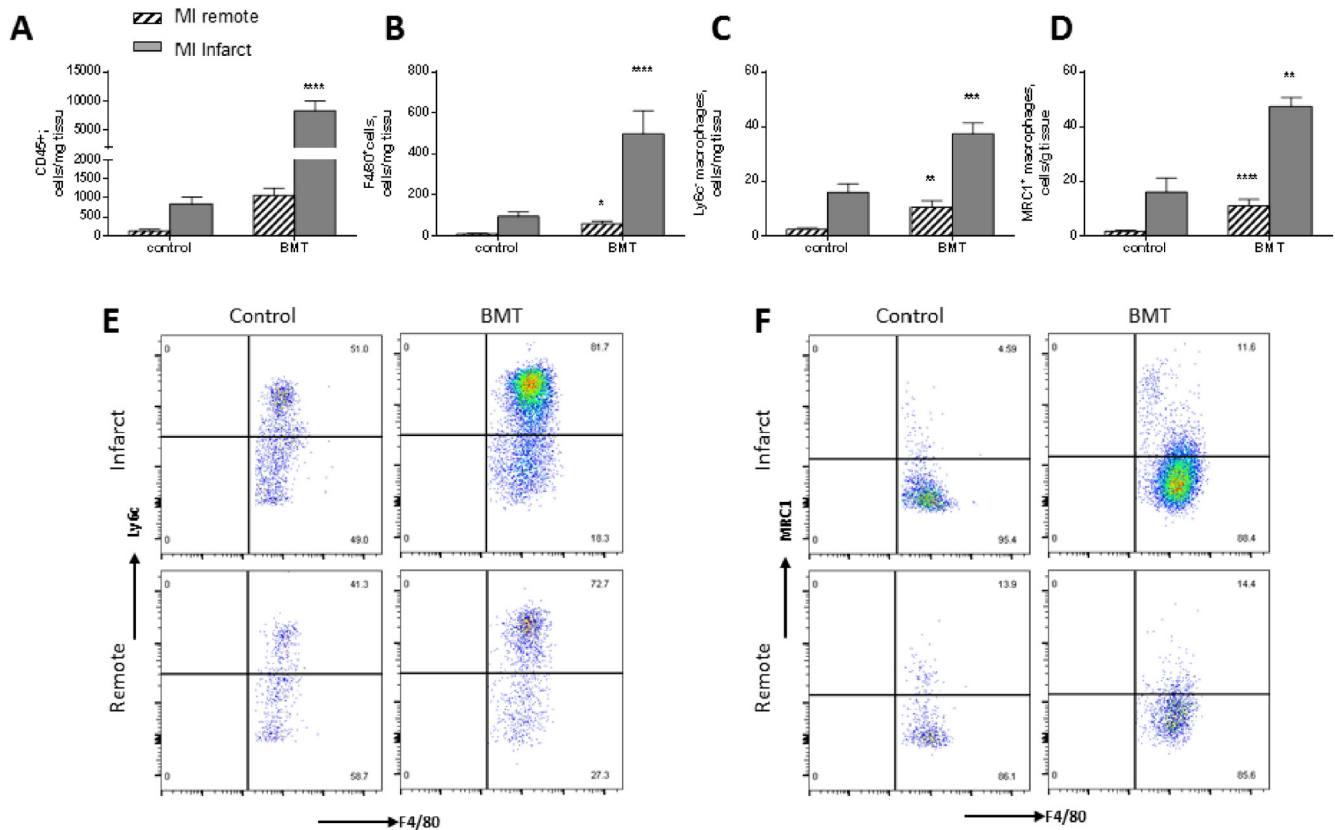 A
MI remote
MI Infarct
B
C
D
CD45+;
cells/mg tissu
15000
10000
5000
2000
1500
1000
500
0
****
control
BMT
F4/80+cells,
cells/mg tissu
800
600
400
200
0
*
****
control
BMT
Ly6c- macrophages,
cells/mg tissu
60
40
20
0
**
***
control
BMT
MRC1+ macrophages,
cells/g tissue
60
40
20
0
****
**
control
BMT
E
Control
BMT
F
Control
BMT
Infarct
0
51.0
0
49.0
0
81.7
0
18.3
0
4.59
0
95.4
0
11.6
0
88.4
Ly6c
MRC1
Remote
0
41.3
0
58.7
0
72.7
0
27.3
0
13.9
0
86.1
0
14.4
0
85.6
Infarct
Remote
F4/80
F4/80